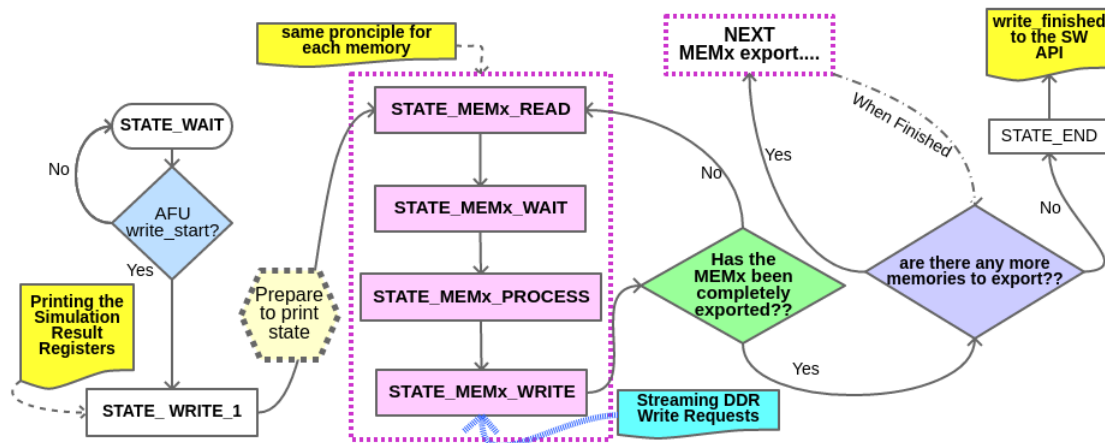 same pronciple for
each memory
NEXT
MEMx export....
write_finished
to the SW
API
STATE_WAIT
No
AFU
write_start?
Yes
Printing the
Simulation
Result
Registers
STATE_ WRITE_1
Prepare
to print
state
STATE_MEMx_READ
STATE_MEMx_WAIT
STATE_MEMx_PROCESS
STATE_MEMx_WRITE
Streaming DDR
Write Requests
No
Has the
MEMx been
completely
exported??
Yes
Yes
When Finished
are there any more
memories to export??
No
STATE_END